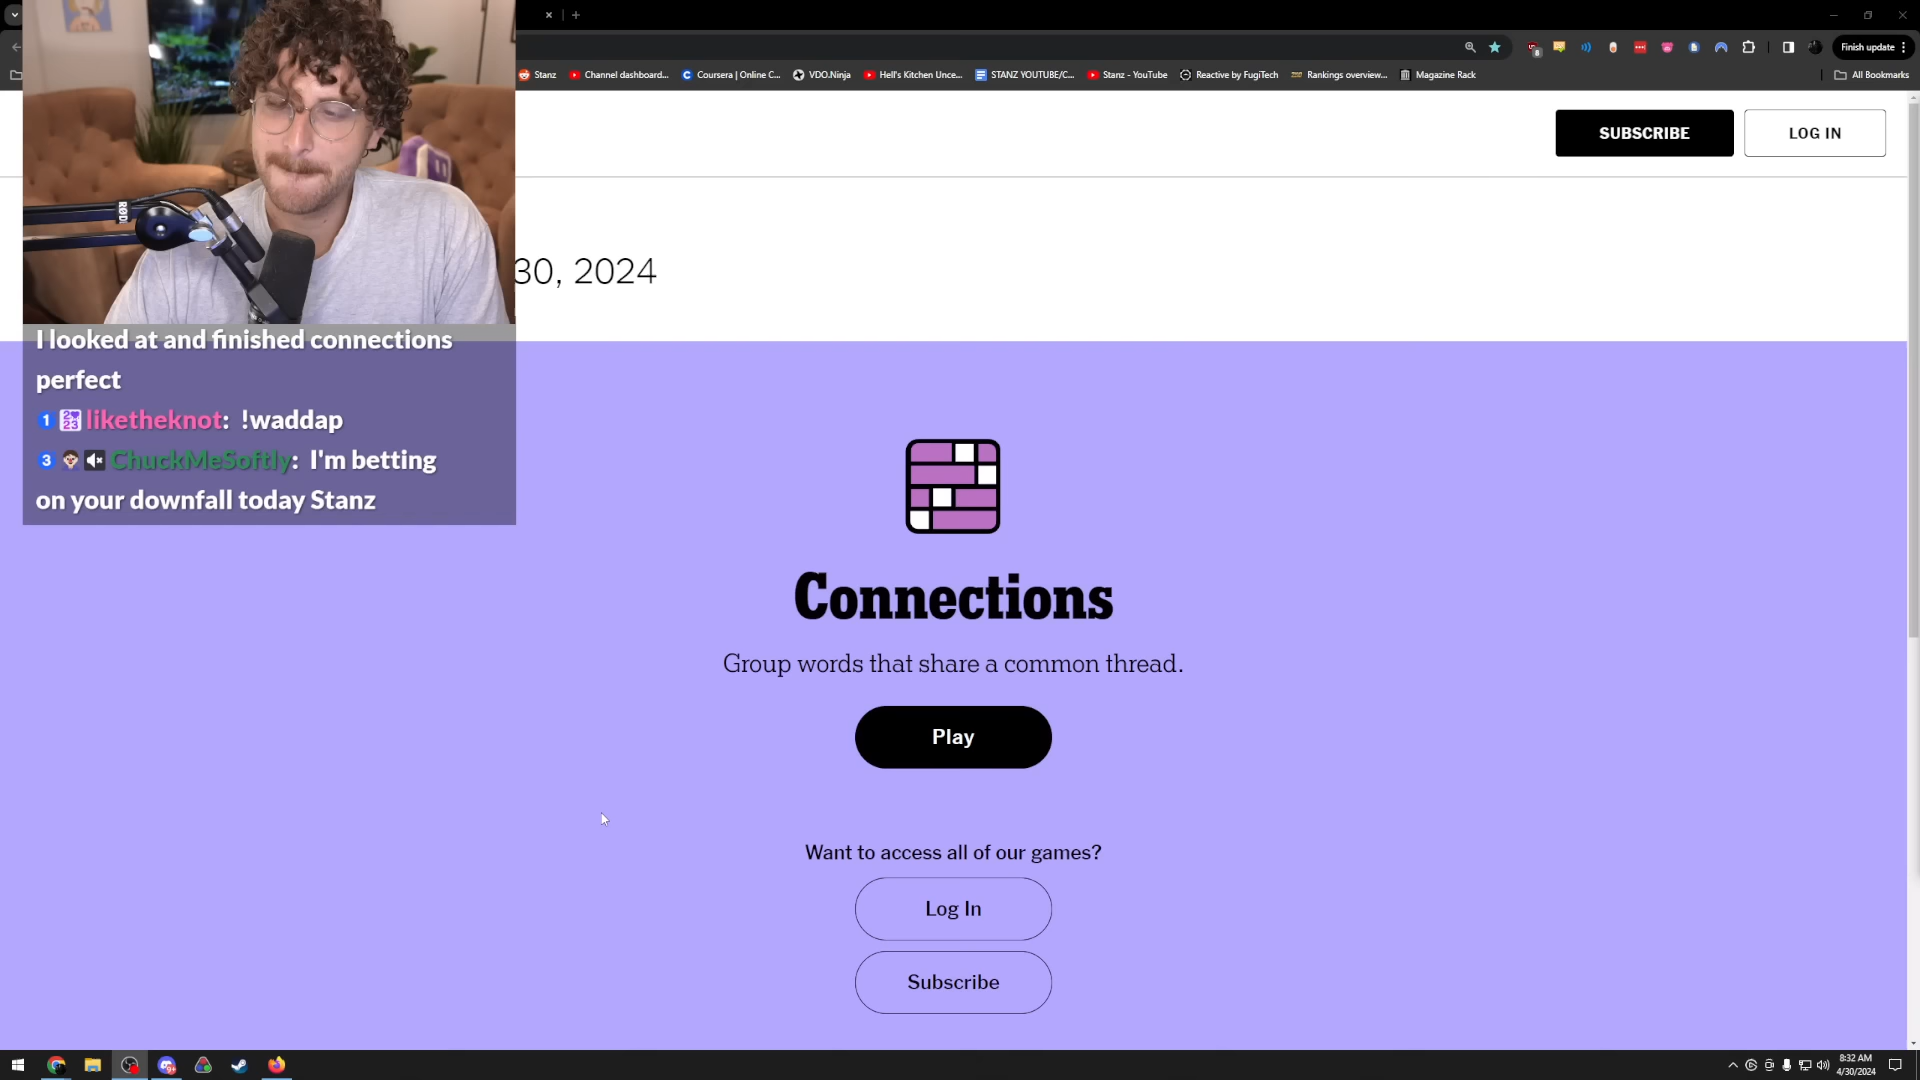 Finish update
Stanz
Channel dashboard...
Coursera | Online C...
VDO.Ninja
Hell's Kitchen Unce...
STANZ YOUTUBE/C...
Stanz - YouTube
Reactive by FugiTech
Rankings overview...
Magazine Rack
All Bookmarks
SUBSCRIBE
LOG IN
RØD
30, 2024
I looked at and finished connections
perfect
1 liketheknot: !waddap
3 ChuckMeSoftly: I'm betting
on your downfall today Stanz
Connections
Group words that share a common thread.
Play
Want to access all of our games?
Log In
Subscribe
8:32 AM
4/30/2024